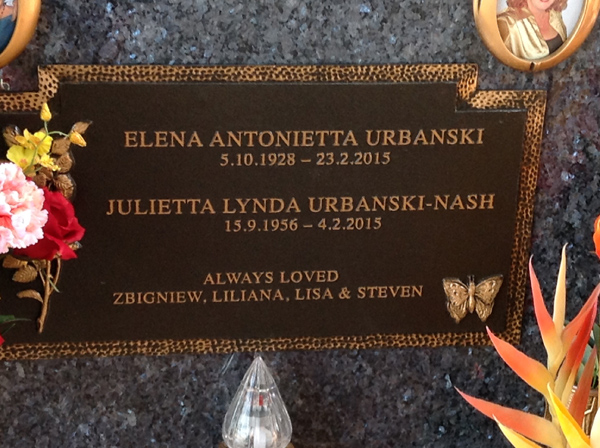 ELENA ANTONIETTA URBANSKI
5.10.1928 – 23.2.2015
JULIETTA LYNDA URBANSKI-NASH
15.9.1956 – 4.2.2015
ALWAYS LOVED
ZBIGNIEW, LILIANA, LISA & STEVEN